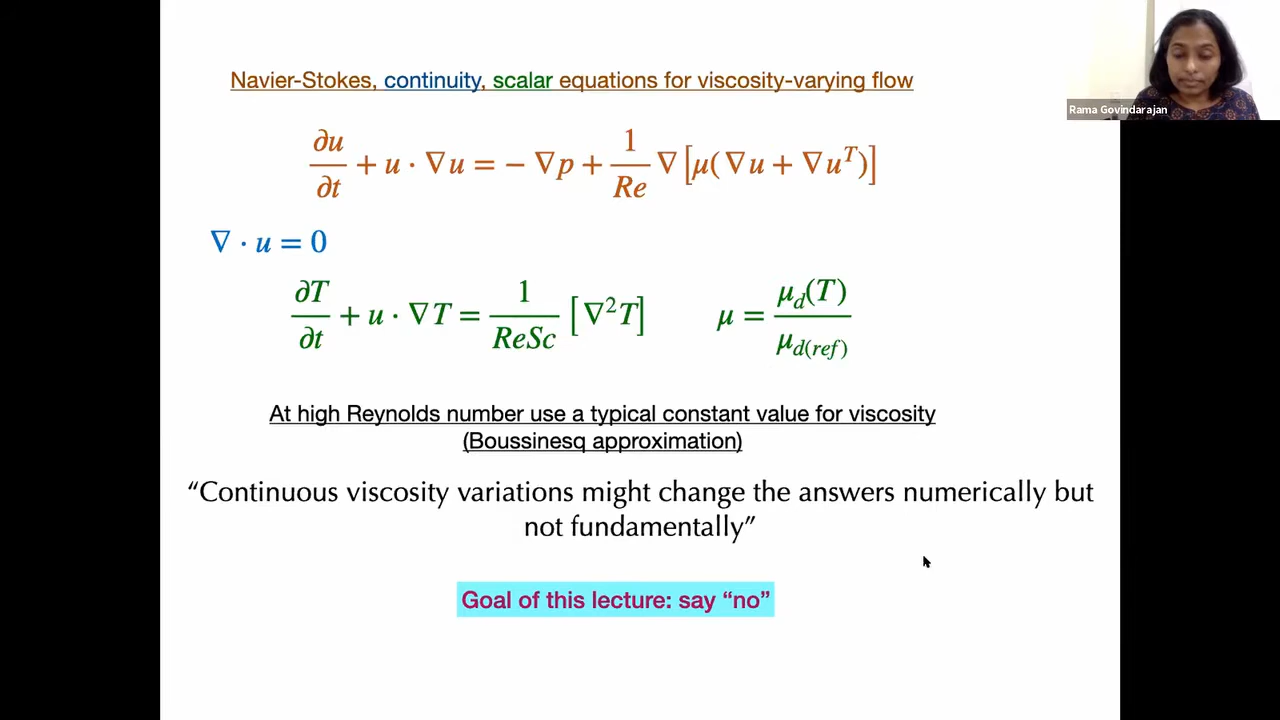 Navier-Stokes, continuity, scalar equations for viscosity-varying flow
Rama Govindarajan
∂u/∂t + u · ∇u = − ∇p + 1/Re ∇[μ(∇u + ∇u^T)]
∇ · u = 0
∂T/∂t + u · ∇T = 1/ReSc [∇²T]    μ = μ_d(T)/μ_d(ref)
At high Reynolds number use a typical constant value for viscosity
(Boussinesq approximation)
“Continuous viscosity variations might change the answers numerically but
not fundamentally”
Goal of this lecture: say “no”